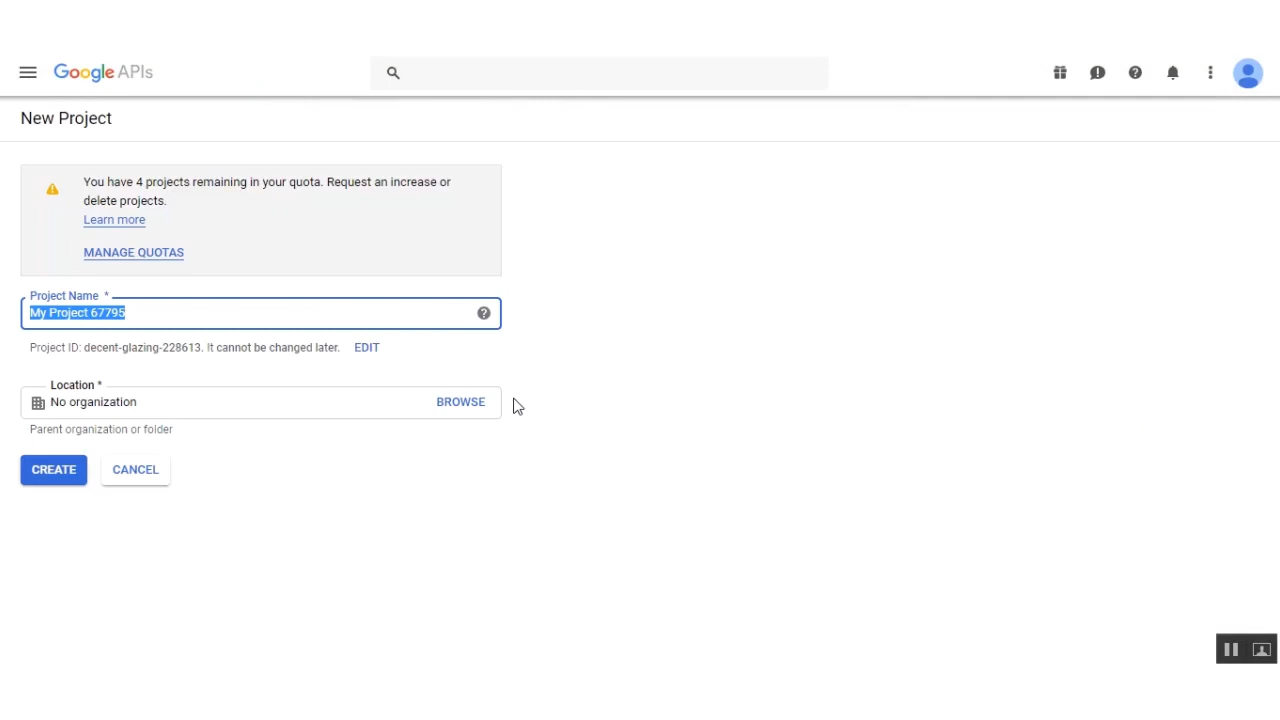 Google APIs
New Project
You have 4 projects remaining in your quota. Request an increase or
delete projects.
Learn more
MANAGE QUOTAS
Project Name *
My Project 67795
Project ID: decent-glazing-228613. It cannot be changed later. EDIT
Location *
No organization BROWSE
Parent organization or folder
CREATE CANCEL